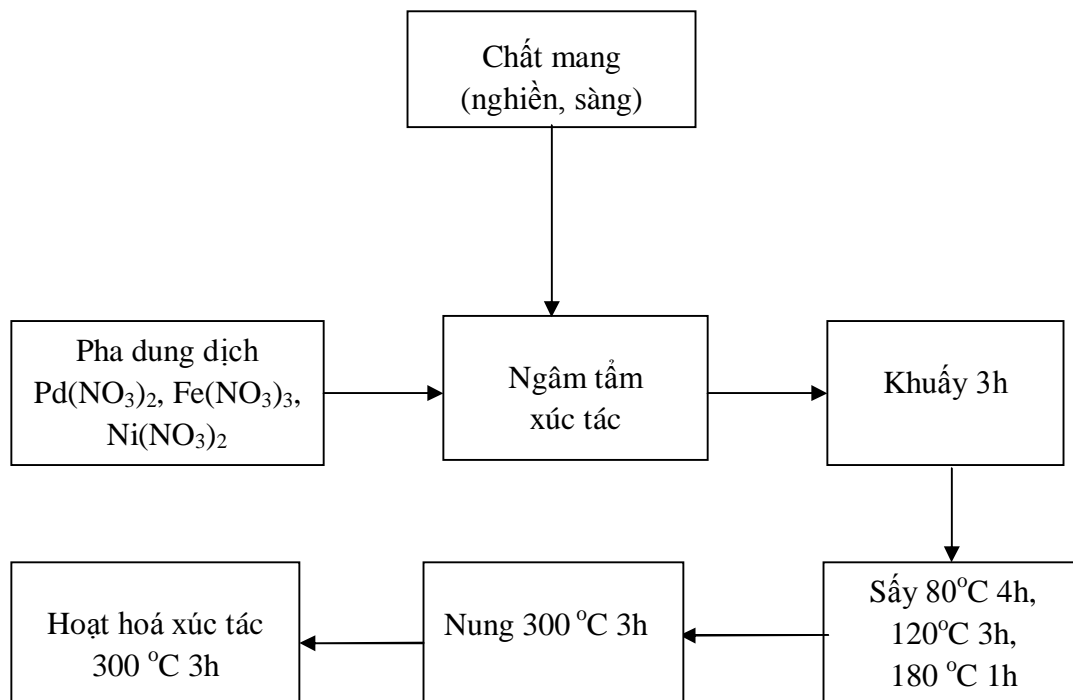 Chất mang
(nghiền, sàng)
Pha dung dịch
Pd(NO₃)₂, Fe(NO₃)₃,
Ni(NO₃)₂
Ngâm tẩm
xúc tác
Khuấy 3h
Sấy 80°C 4h,
120°C 3h,
180 °C 1h
Nung 300 °C 3h
Hoạt hoá xúc tác
300 °C 3h